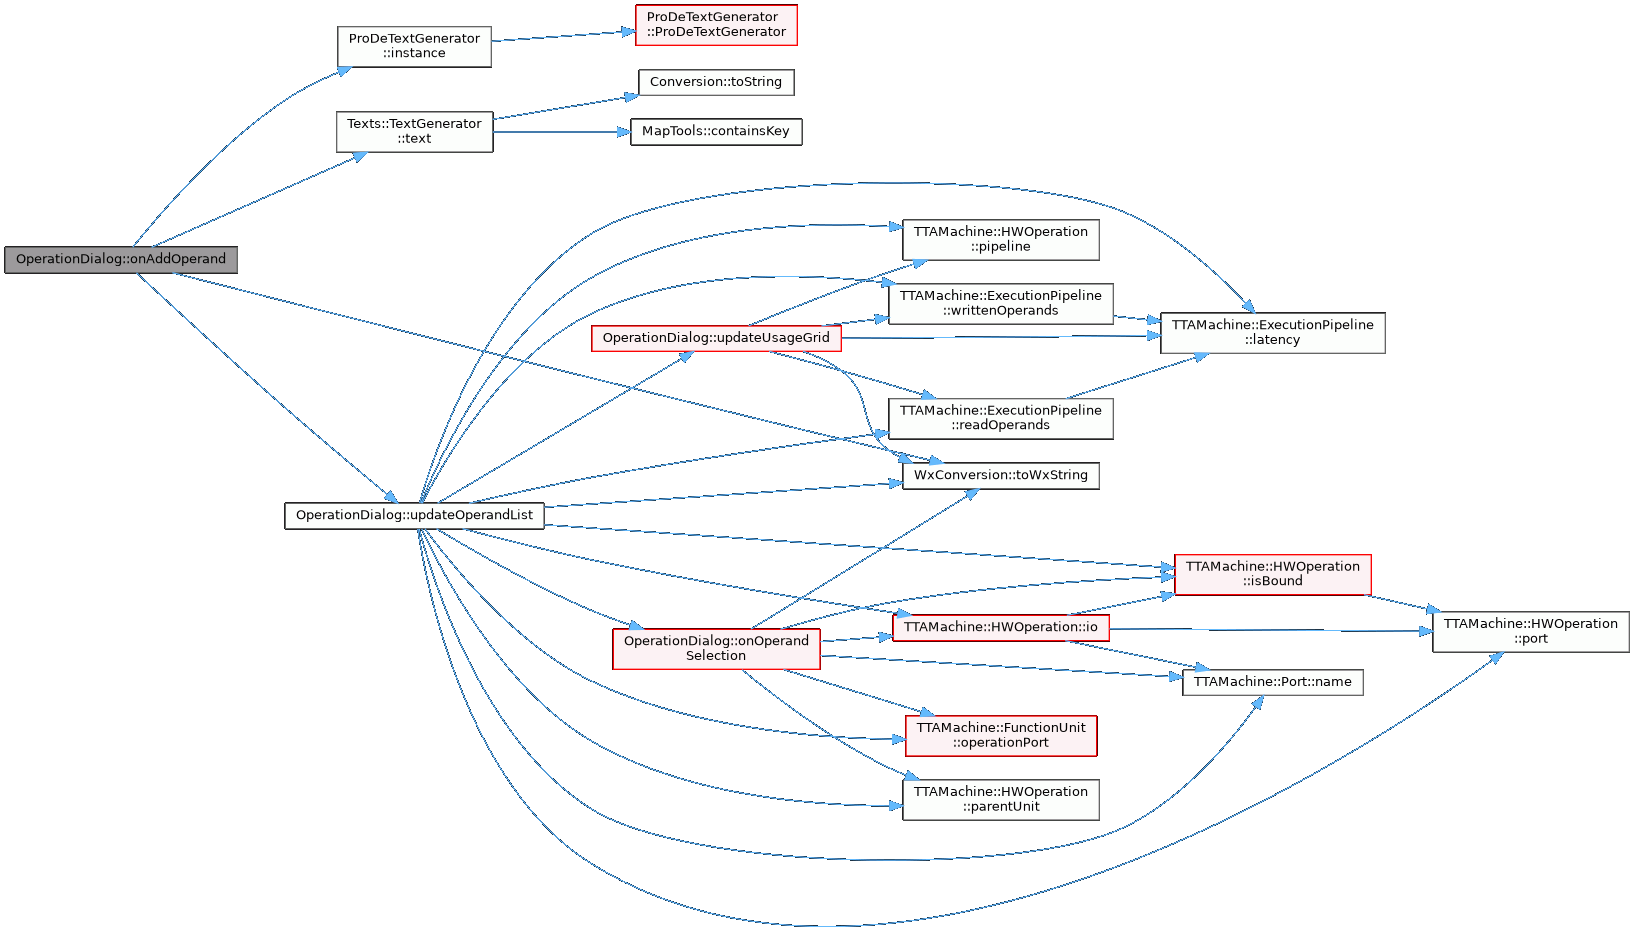 ProDeTextGenerator
::ProDeTextGenerator
ProDeTextGenerator
::instance
Conversion::toString
Texts::TextGenerator
::text
MapTools::containsKey
OperationDialog::onAddOperand
TTAMachine::HWOperation
::pipeline
TTAMachine::ExecutionPipeline
::writtenOperands
TTAMachine::ExecutionPipeline
::latency
OperationDialog::updateUsageGrid
TTAMachine::ExecutionPipeline
::readOperands
WxConversion::toWxString
OperationDialog::updateOperandList
TTAMachine::HWOperation
::isBound
TTAMachine::HWOperation::io
TTAMachine::HWOperation
::port
OperationDialog::onOperand
Selection
TTAMachine::Port::name
TTAMachine::FunctionUnit
::operationPort
TTAMachine::HWOperation
::parentUnit